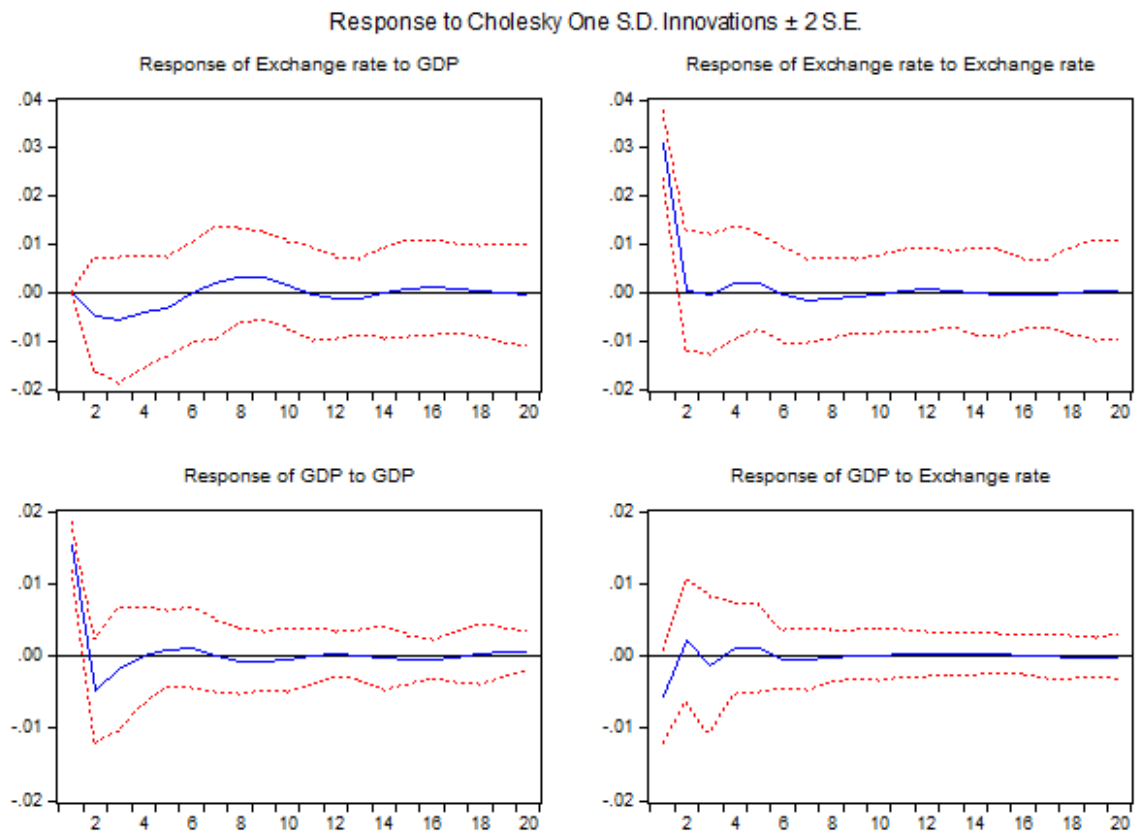 Response to Cholesky One S.D. Innovations ± 2 S.E.
Response of Exchange rate to GDP
.04
.03
.02
.01
.00
-.01
-.02
2 4 6 8 10 12 14 16 18 20
Response of Exchange rate to Exchange rate
.04
.03
.02
.01
.00
-.01
-.02
2 4 6 8 10 12 14 16 18 20
Response of GDP to GDP
.02
.01
.00
-.01
-.02
2 4 6 8 10 12 14 16 18 20
Response of GDP to Exchange rate
.02
.01
.00
-.01
-.02
2 4 6 8 10 12 14 16 18 20